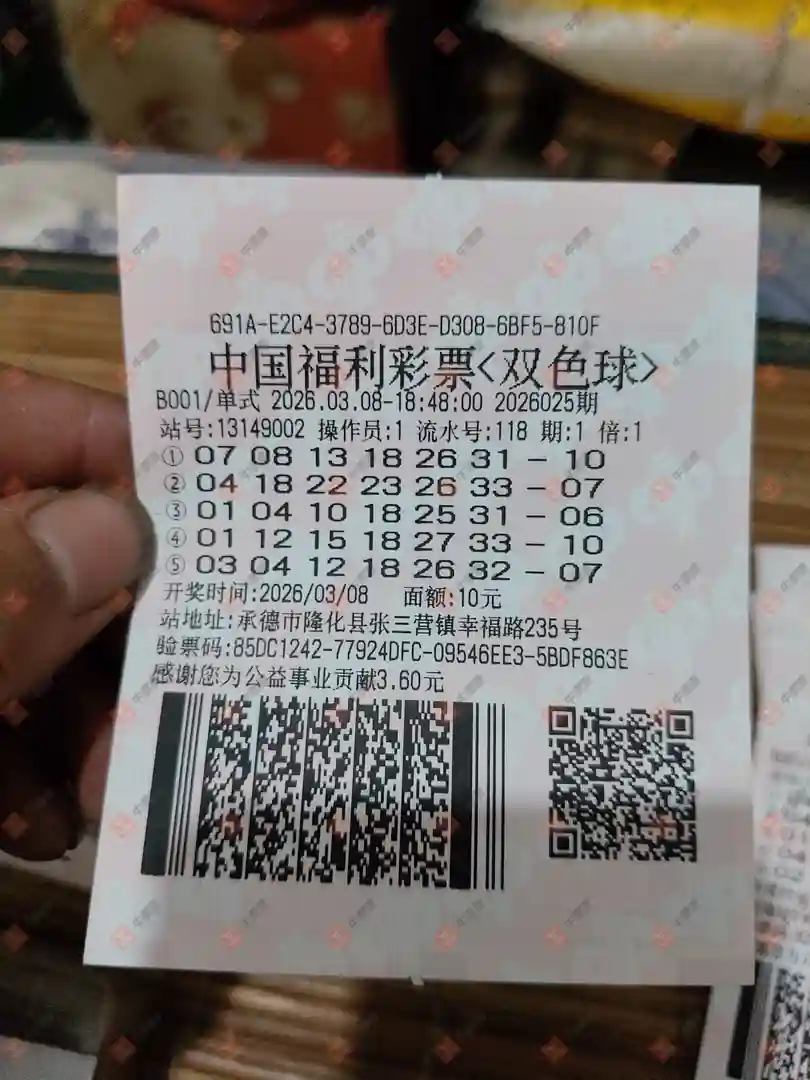 691A-E2C4-3789-6D3E-D308-6BF5-810F
中国福利彩票<双色球>
B001/单式 2026.03.08-18:48:00 2026025期
站号:13149002 操作员:1 流水号:118 期:1 倍:1
① 07 08 13 18 26 31 - 10
② 04 18 22 23 26 33 - 07
③ 01 04 10 18 25 31 - 06
④ 01 12 15 18 27 33 - 10
⑤ 03 04 12 18 26 32 - 07
开奖时间:2026/03/08 面额:10元
站地址:承德市隆化县张三营镇幸福路235号
验票码:85DC1242-77924DFC-09546EE3-5BDF863E
感谢您为公益事业贡献3.60元